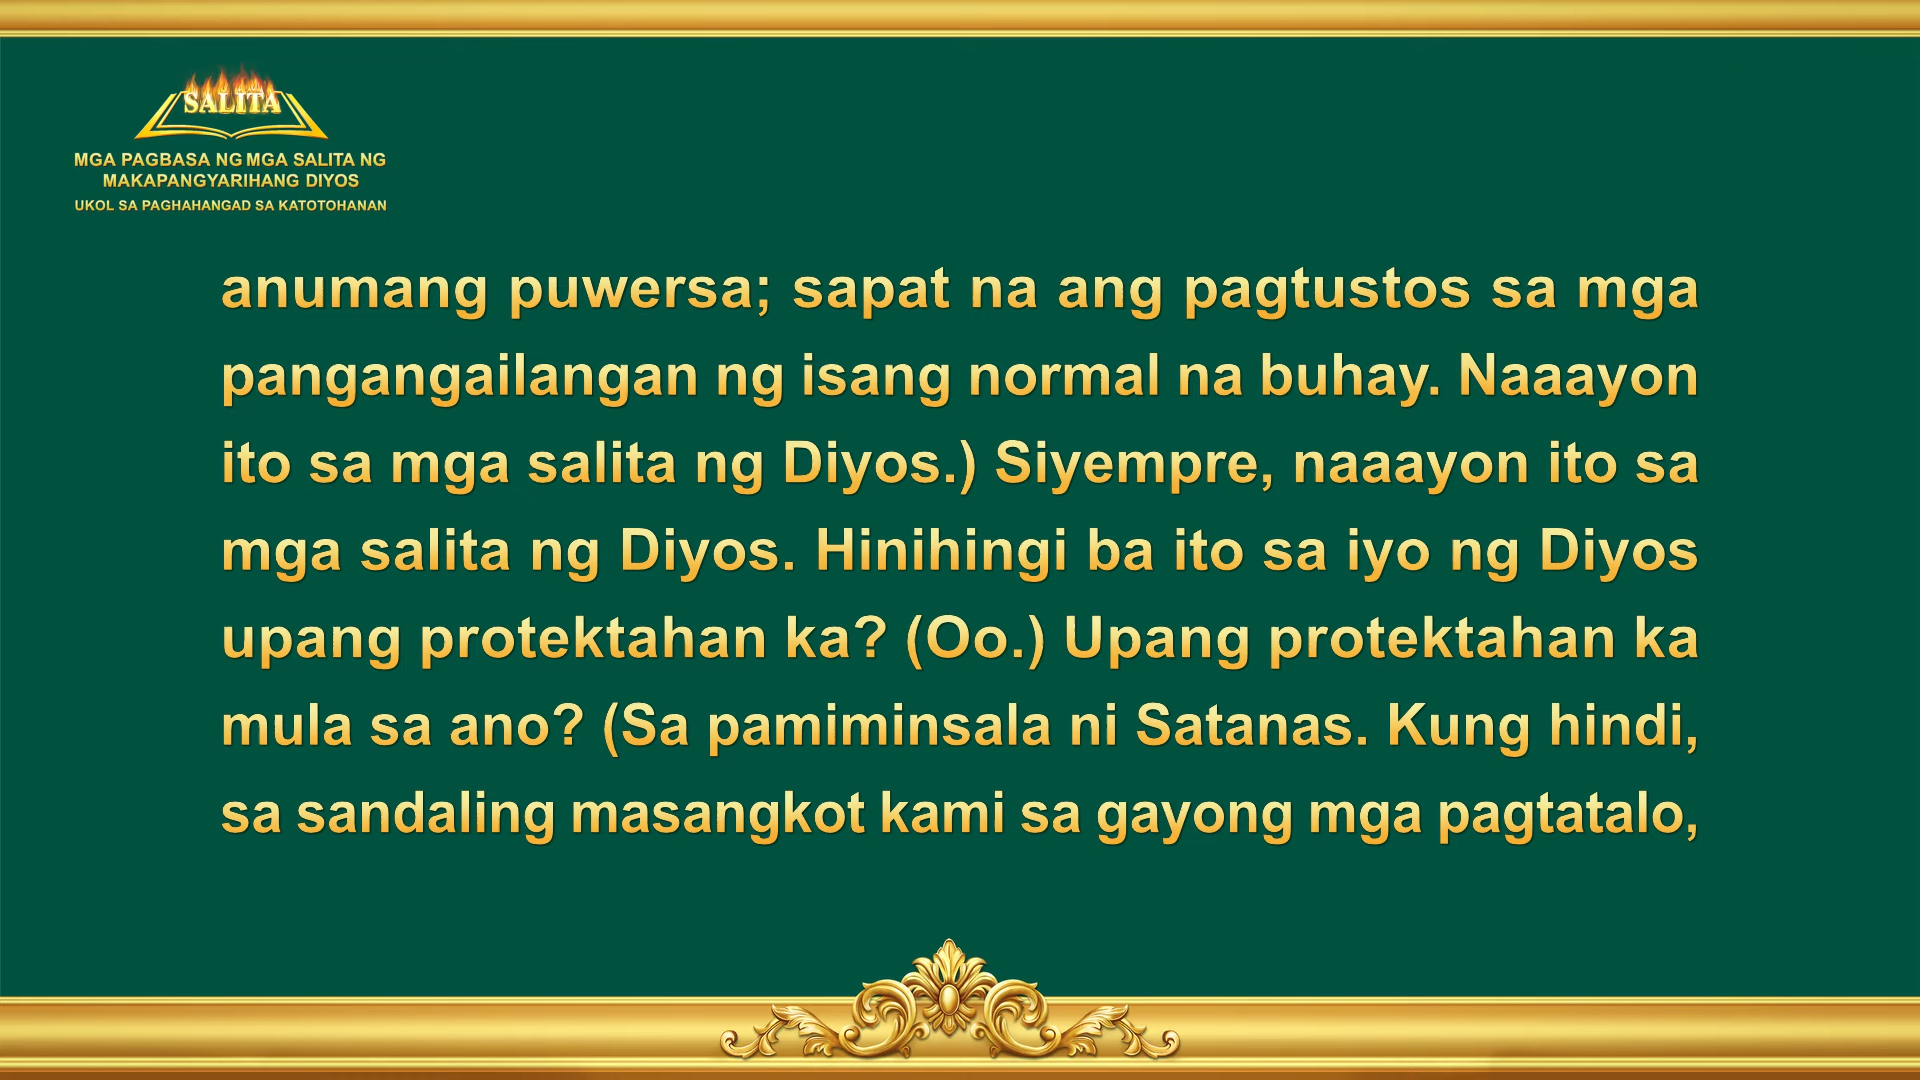 SALITA
MGA PAGBASA NG MGA SALITA NG
MAKAPANGYARIHANG DIYOS
UKOL SA PAGHAHANGAD SA KATOTOHANAN
anumang puwersa; sapat na ang pagtustos sa mga
pangangailangan ng isang normal na buhay. Naaayon
ito sa mga salita ng Diyos.) Siyempre, naaayon ito sa
mga salita ng Diyos. Hinihingi ba ito sa iyo ng Diyos
upang protektahan ka? (Oo.) Upang protektahan ka
mula sa ano? (Sa pamiminsala ni Satanas. Kung hindi,
sa sandaling masangkot kami sa gayong mga pagtatalo,